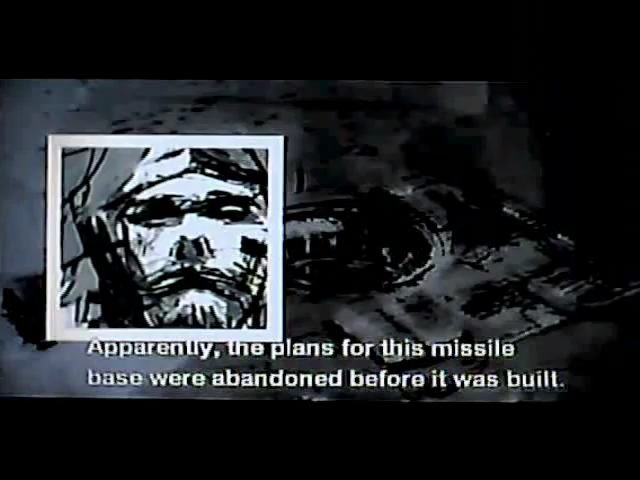 Apparently, the plans for this missile
base were abandoned before it was built.